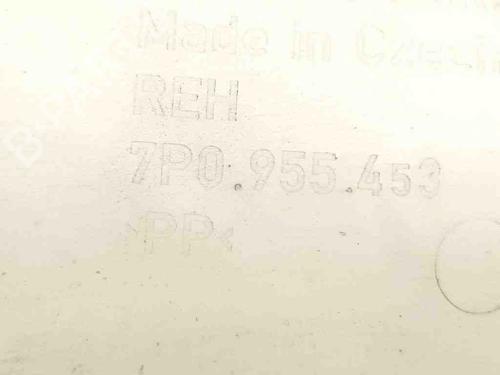 Made in Czech
REH
7P0.955.453
>PP<